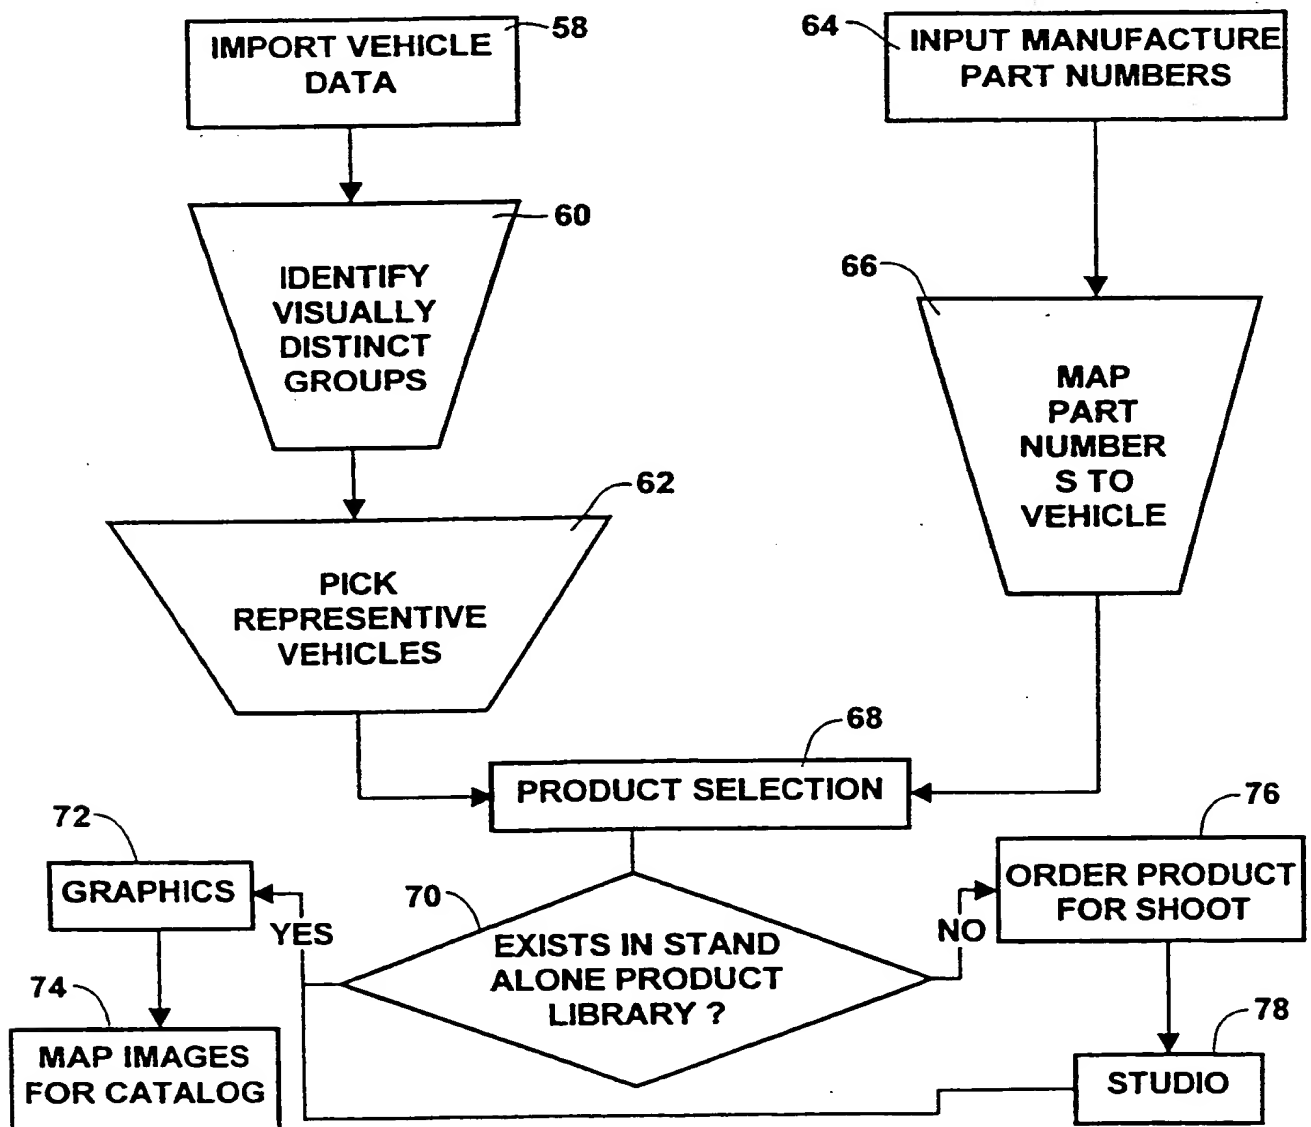 IMPORT VEHICLE
DATA
58
64
INPUT MANUFACTURE
PART NUMBERS
60
IDENTIFY
VISUALLY
DISTINCT
GROUPS
66
MAP
PART
NUMBER
S TO
VEHICLE
62
PICK
REPRESENTIVE
VEHICLES
68
PRODUCT SELECTION
72
GRAPHICS
YES
70
EXISTS IN STAND
ALONE PRODUCT
LIBRARY ?
NO
76
ORDER PRODUCT
FOR SHOOT
74
MAP IMAGES
FOR CATALOG
78
STUDIO